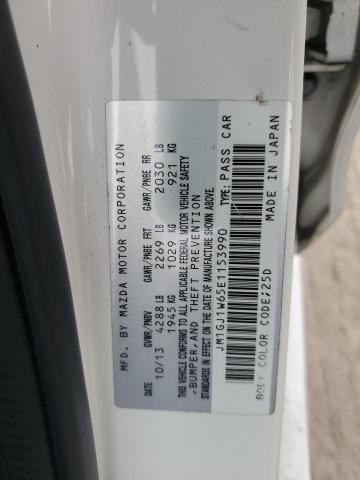 MFD. BY MAZDA MOTOR CORPORATION
10/13 GVWR/PNBV GAWR/PNBE FRT GAWR/PNBE RR
4288 LB 2269 LB 2030 LB
1945 KG 1029 KG 921 KG
THIS VEHICLE CONFORMS TO ALL APPLICABLE FEDERAL MOTOR VEHICLE SAFETY
,BUMPER,AND THEFT PREVENTION
STANDARDS IN EFFECT ON THE DATE OF MANUFACTURE SHOWN ABOVE.
JM1GJ1W65E1153990 TYPE: PASS CAR
BODY COLOR CODE;25D MADE IN JAPAN